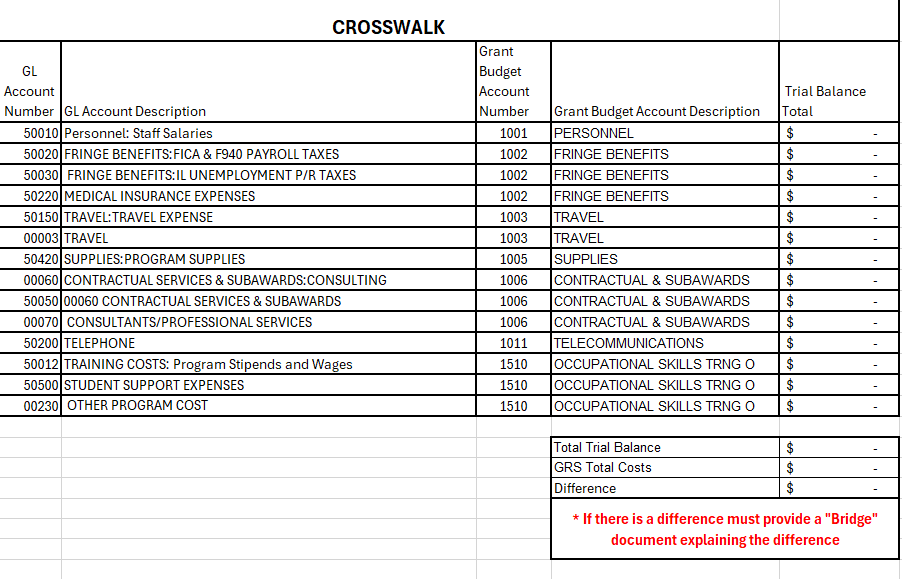 CROSSWALK
GL Account Number GL Account Description Grant Budget Account Number Grant Budget Account Description Trial Balance Total
50010 Personnel: Staff Salaries 1001 PERSONNEL $ -
50020 FRINGE BENEFITS:FICA & F940 PAYROLL TAXES 1002 FRINGE BENEFITS $ -
50030 FRINGE BENEFITS:IL UNEMPLOYMENT P/R TAXES 1002 FRINGE BENEFITS $ -
50220 MEDICAL INSURANCE EXPENSES 1002 FRINGE BENEFITS $ -
50150 TRAVEL:TRAVEL EXPENSE 1003 TRAVEL $ -
00003 TRAVEL 1003 TRAVEL $ -
50420 SUPPLIES:PROGRAM SUPPLIES 1005 SUPPLIES $ -
00060 CONTRACTUAL SERVICES & SUBAWARDS:CONSULTING 1006 CONTRACTUAL & SUBAWARDS $ -
50050 00060 CONTRACTUAL SERVICES & SUBAWARDS 1006 CONTRACTUAL & SUBAWARDS $ -
00070 CONSULTANTS/PROFESSIONAL SERVICES 1006 CONTRACTUAL & SUBAWARDS $ -
50200 TELEPHONE 1011 TELECOMMUNICATIONS $ -
50012 TRAINING COSTS: Program Stipends and Wages 1510 OCCUPATIONAL SKILLS TRNG O $ -
50500 STUDENT SUPPORT EXPENSES 1510 OCCUPATIONAL SKILLS TRNG O $ -
00230 OTHER PROGRAM COST 1510 OCCUPATIONAL SKILLS TRNG O $ -
Total Trial Balance $ -
GRS Total Costs $ -
Difference $ -
* If there is a difference must provide a "Bridge"
document explaining the difference